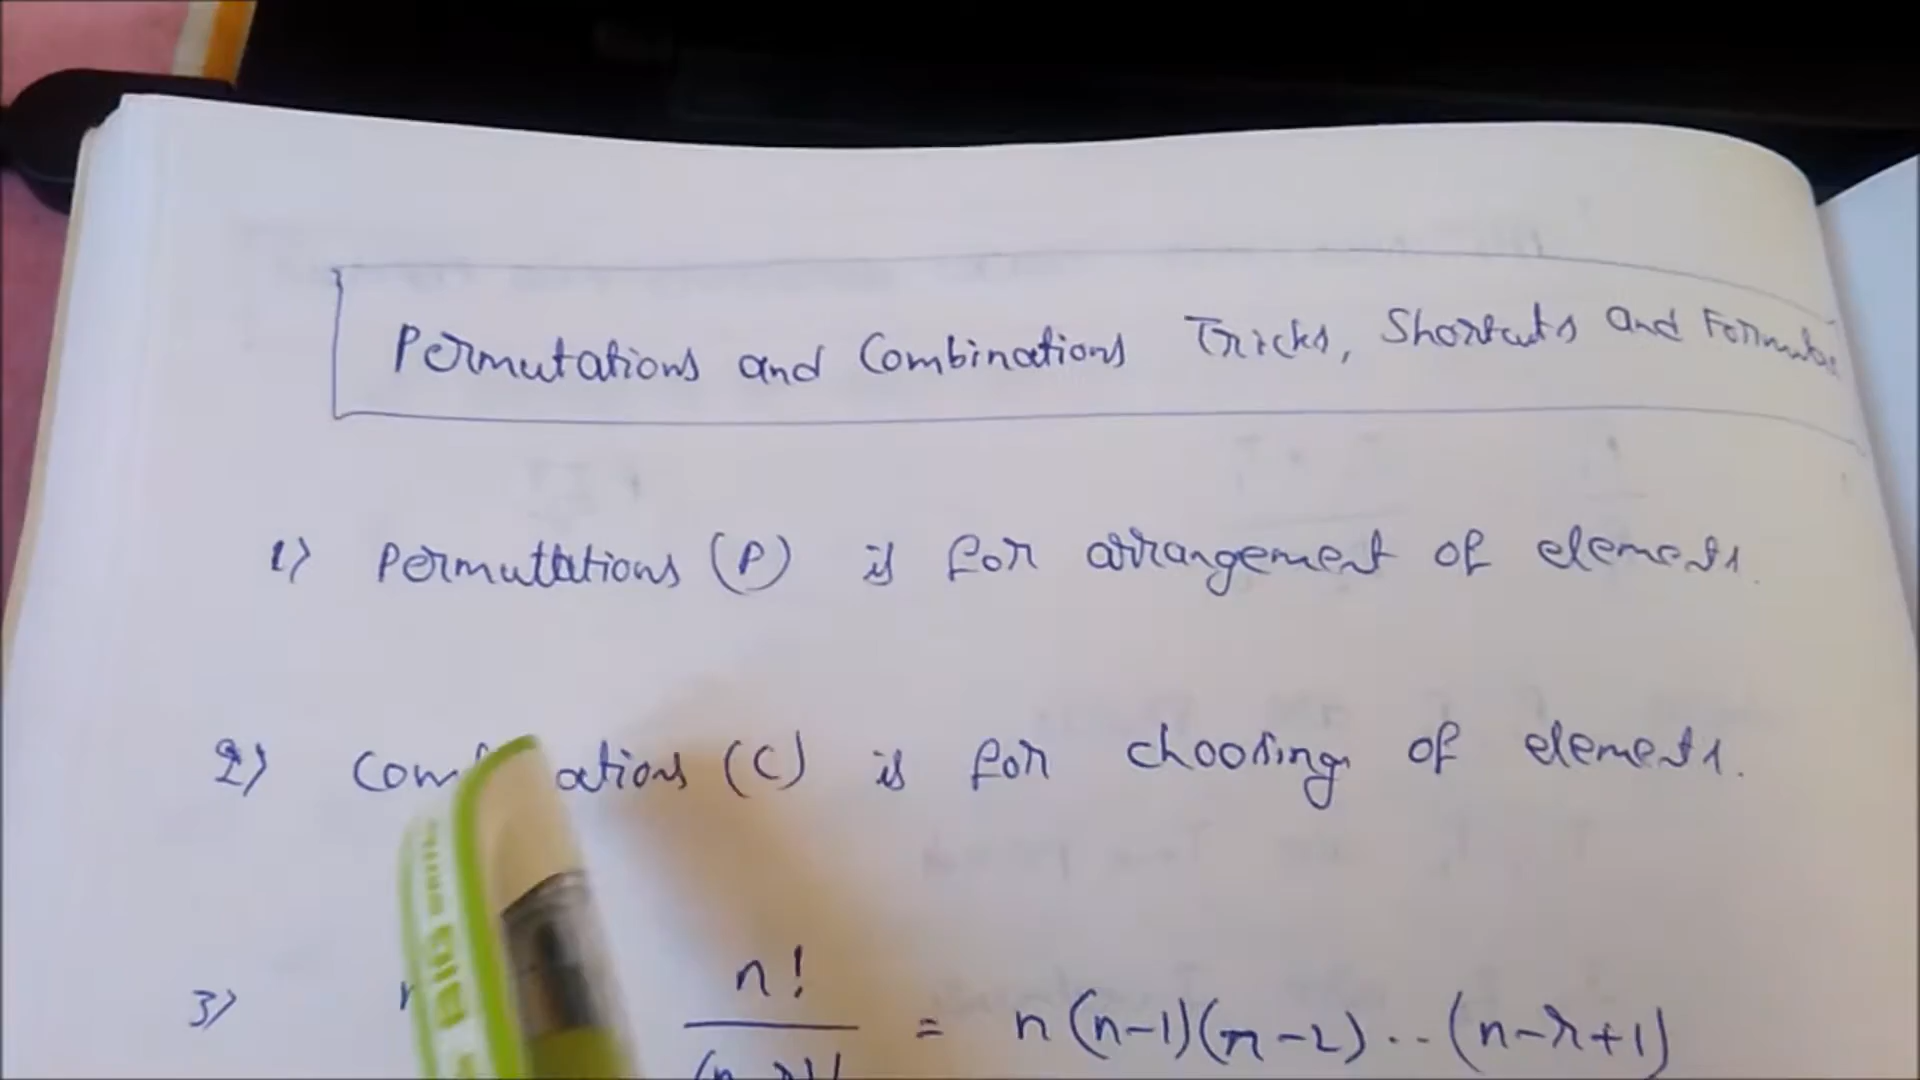 Permutations and Combinations Tricks, Shortcuts and
1) Permuttations (P) is for arrangement of elements.
2) (C) is for choosing of elements.
3) n! = n(n-1)(n-2)..(n-r+1)